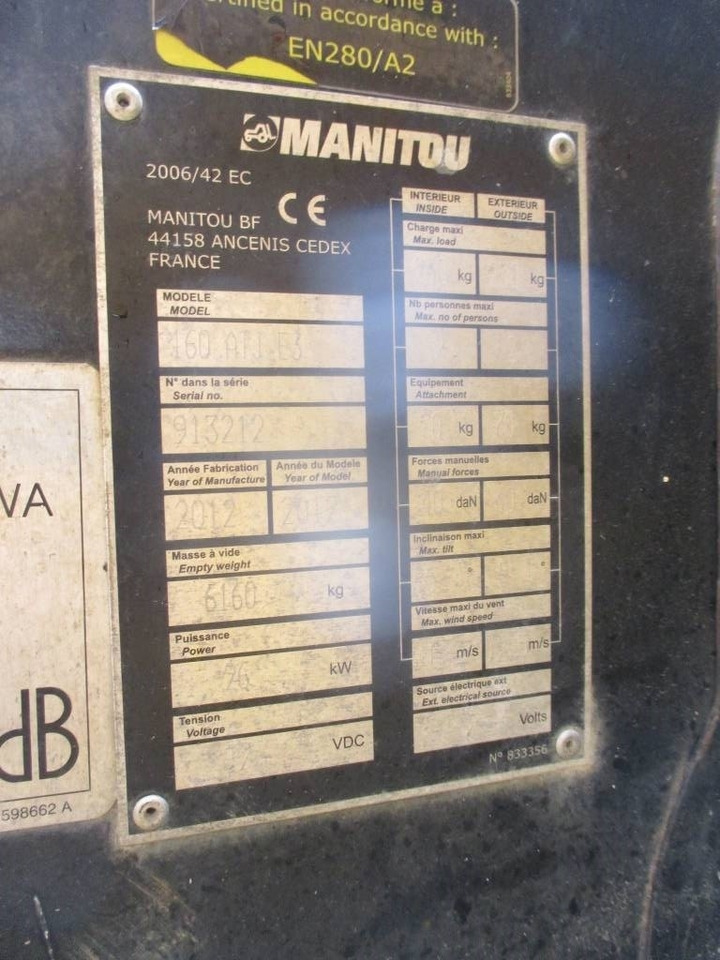 me à :
rtified in accordance with :
EN280/A2
MANITOU
2006/42 EC
CE
MANITOU BF
44158 ANCENIS CEDEX
FRANCE
MODELE
MODEL
160 ATJ E3
N° dans la série
Serial no.
913212
Année Fabrication
Year of Manufacture
Année du Modele
Year of Model
2012
Masse à vide
Empty weight
6160 kg
Puissance
Power
kW
Tension
Voltage
VDC
INTERIEUR
INSIDE
EXTERIEUR
OUTSIDE
Charge maxi
Max. load
kg kg
Nb personnes maxi
Max. no of persons
Equipement
Attachment
kg kg
Forces manuelles
Manual forces
daN daN
Inclinaison maxi
Max. tilt
° °
Vitesse maxi du vent
Max. wind speed
m/s m/s
Source électrique ext
Ext. electrical source
Volts
N° 833356
WA
dB
598662 A